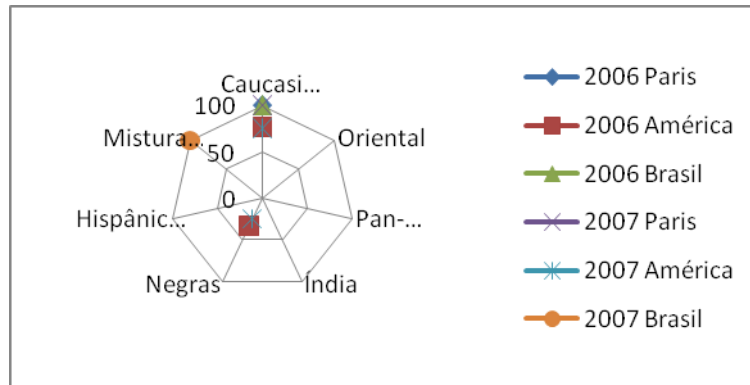 Caucasi...
100
Mistura...
Oriental
50
0
Hispânic...
Pan-...
Negras
Índia
2006 Paris
2006 América
2006 Brasil
2007 Paris
2007 América
2007 Brasil